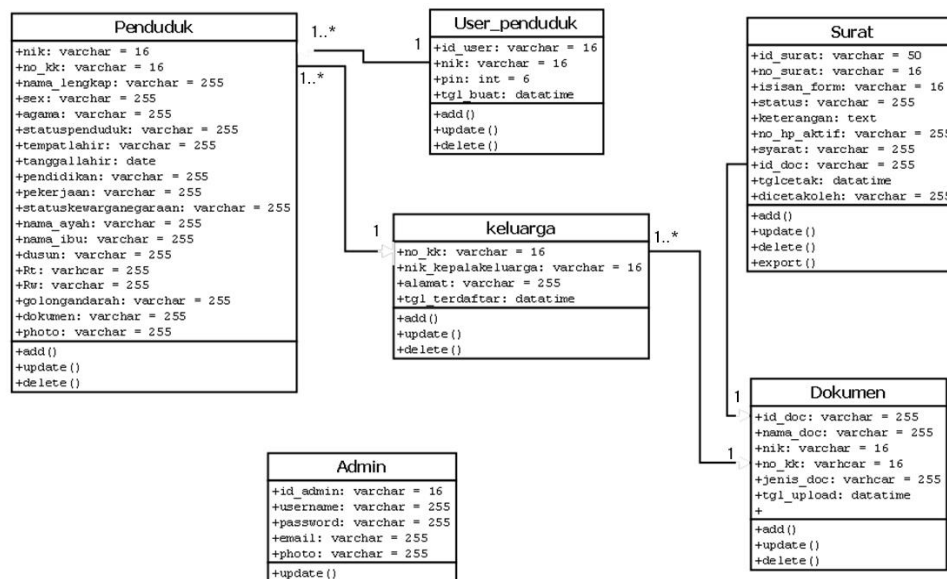 Penduduk
+nik: varchar = 16
+no_kk: varchar = 16
+nama_lengkap: varchar = 255
+sex: varchar = 255
+agama: varchar = 255
+statuspenduduk: varchar = 255
+tempatlahir: varchar = 255
+tanggallahir: date
+pendidikan: varchar = 255
+pekerjaan: varchar = 255
+statuskewarganegaraan: varchar = 255
+nama_ayah: varchar = 255
+nama_ibu: varchar = 255
+dusun: varchar = 255
+Rt: varhcar = 255
+Rw: varchar = 255
+golongandarah: varchar = 255
+dokumen: varchar = 255
+photo: varchar = 255
+add()
+update()
+delete()
1..*
1
1..*
1
User_penduduk
+id_user: varchar = 16
+nik: varchar = 16
+pin: int = 6
+tgl_buat: datatime
+add()
+update()
+delete()
keluarga
+no_kk: varchar = 16
+nik_kepalakeluarga: varchar = 16
+alamat: varchar = 255
+tgl_terdaftar: datatime
+add()
+update()
+delete()
1..*
1
1
Surat
+id_surat: varchar = 50
+no_surat: varchar = 16
+isisan_form: varchar = 16
+status: varchar = 255
+keterangan: text
+no_hp_aktif: varchar = 255
+syarat: varchar = 255
+id_doc: varchar = 255
+tglcetak: datatime
+dicetakoleh: varchar = 255
+add()
+update()
+delete()
+export()
Dokumen
+id_doc: varchar = 255
+nama_doc: varchar = 255
+nik: varchar = 16
+no_kk: varhcar = 16
+jenis_doc: varhcar = 255
+tgl_upload: datatime
+
+add()
+update()
+delete()
Admin
+id_admin: varchar = 16
+username: varchar = 255
+password: varchar = 255
+email: varchar = 255
+photo: varchar = 255
+update()